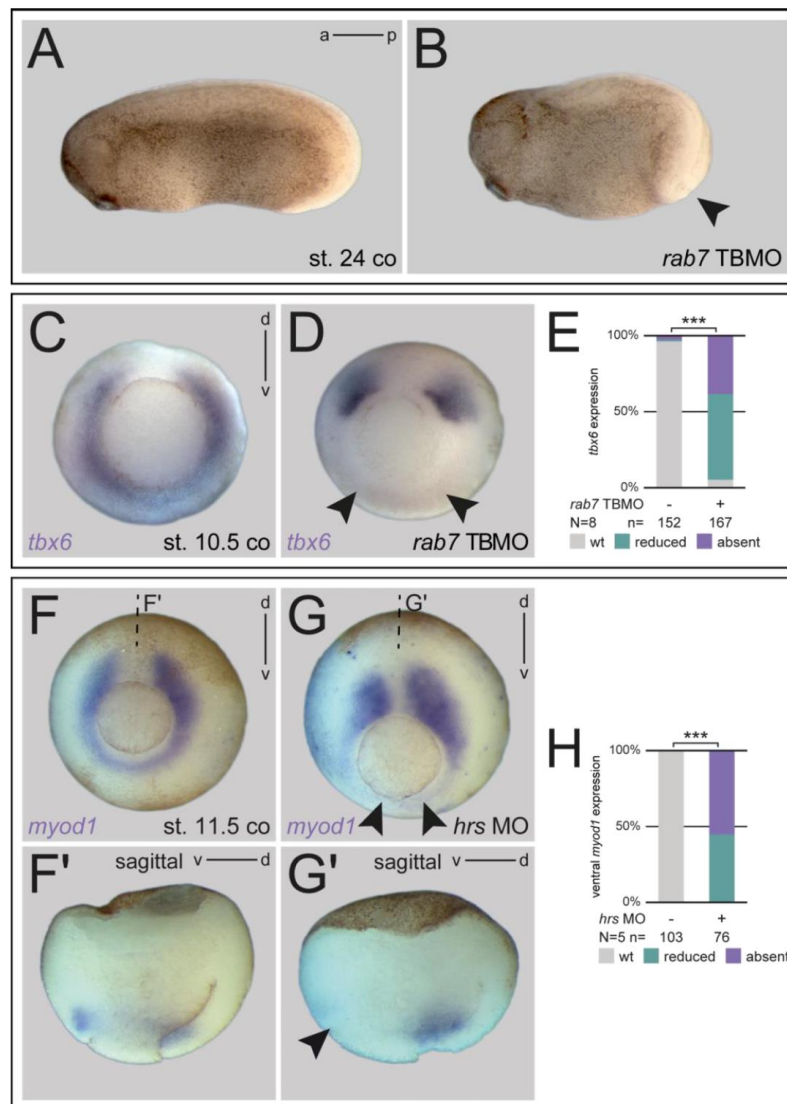 A
a p
st. 24 co
B
rab7 TBMO
C
d
v
tbx6
st. 10.5 co
D
tbx6
rab7 TBMO
E
***
100%
50%
0%
tbx6 expression
rab7 TBMO - +
N=8 n= 152 167
wt reduced absent
F
F'
d
v
myod1
st. 11.5 co
G
G'
d
v
myod1
hrs MO
H
***
100%
50%
0%
ventral myod1 expression
hrs MO - +
N=5 n= 103 76
wt reduced absent
F'
sagittal v d
G'
sagittal v d